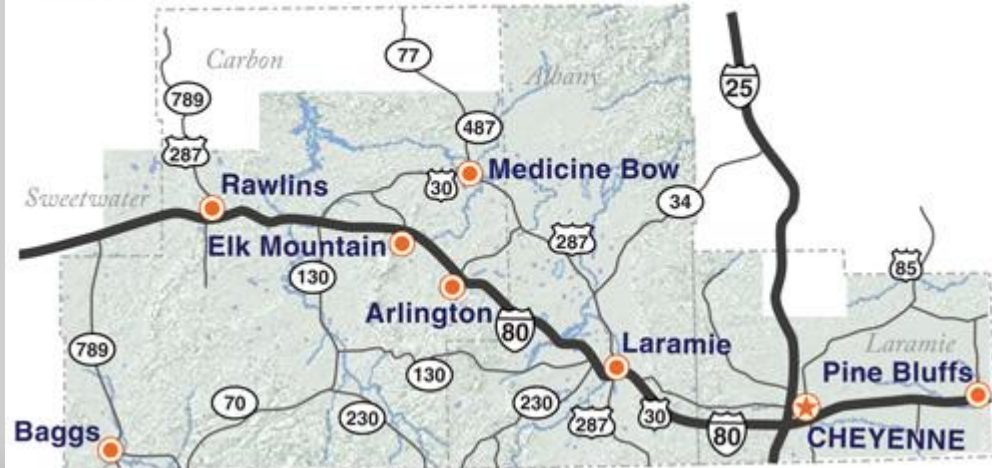 77
25
Carbon
Albany
789
487
287
Medicine Bow
Rawlins
30
Sweetwater
34
Elk Mountain
287
85
130
Arlington
80
Laramie
Laramie
789
130
Pine Bluffs
70
230
230
287
30
80
Baggs
CHEYENNE